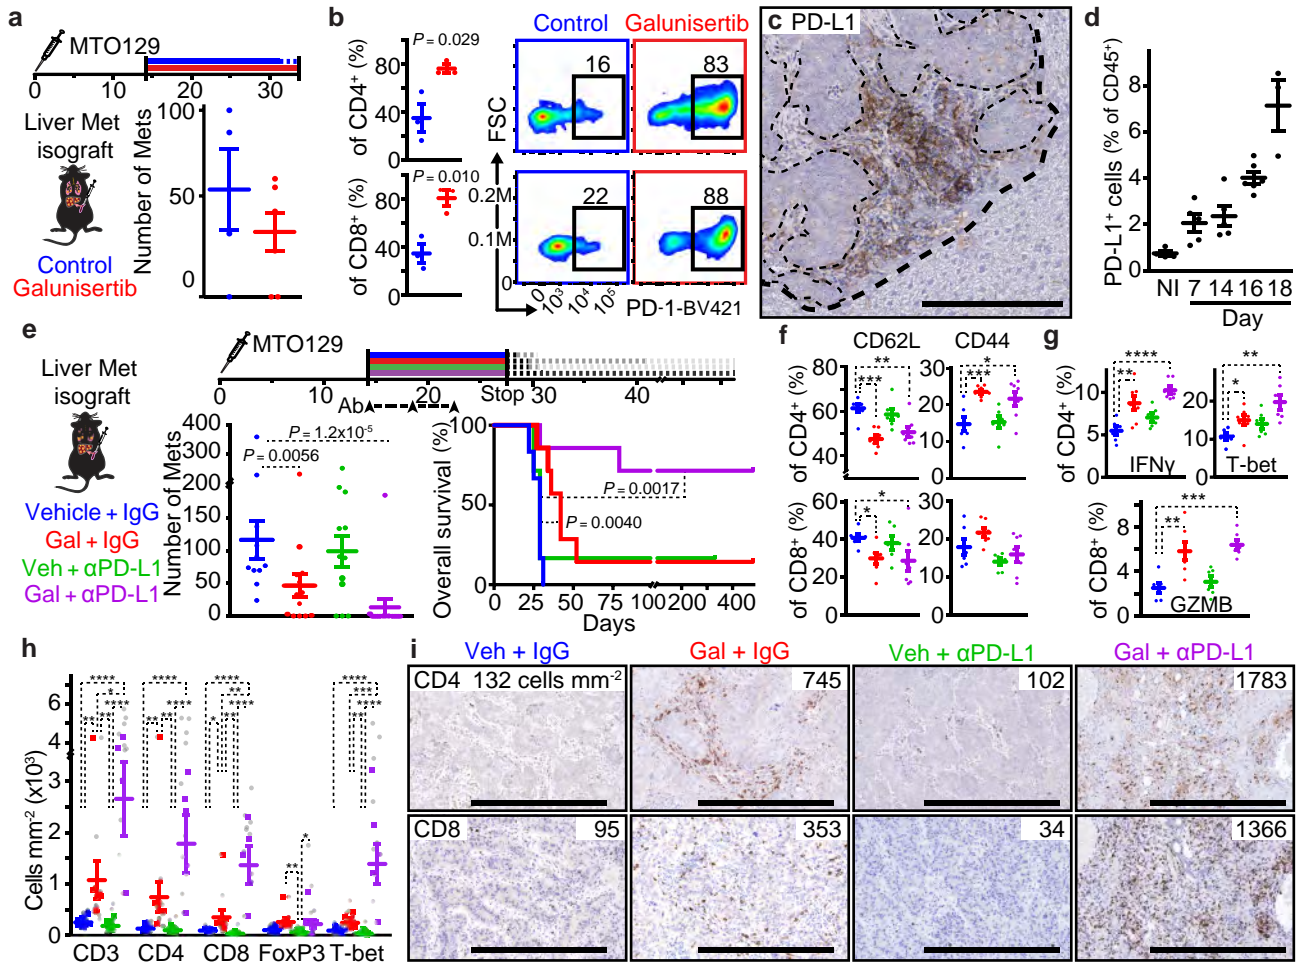 a
MTO129
0 10 20 30
Liver Met
isograft
Control
Galunisertib
Number of Mets
100
50
0
b
of CD4⁺ (%)
P = 0.029
80
40
0
of CD8⁺ (%)
P = 0.010
80
40
0
Control Galunisertib
16 83
22 88
FSC
0.2M
0.1M
0
0 10³ 10⁴ 10⁵
PD-1-BV421
c PD-L1
d
PD-L1⁺ cells (% of CD45⁺)
8
6
4
2
0
NI 7 14 16 18
Day
e
Liver Met
isograft
MTO129
0 10 20 Stop 30 40
Ab
Vehicle + IgG
Gal + IgG
Veh + αPD-L1
Gal + αPD-L1
Number of Mets
400
300
200
150
100
50
0
P = 1.2x10⁻⁵
P = 0.0056
Overall survival (%)
100
50
0
P = 0.0017
P = 0.0040
0 25 50 75 100 200 400
Days
f
CD62L CD44
of CD4⁺ (%)
80
60
40
** ***
30
20
10
0
* ***
of CD8⁺ (%)
60
40
20
0
* *
30
20
10
0
g
of CD4⁺ (%)
10
5
0
**** **
IFNγ
20
10
0
** *
T-bet
of CD8⁺ (%)
8
4
0
*** **
GZMB
h
Cells mm⁻² (x10³)
6
4
3
2
1
0
CD3 CD4 CD8 FoxP3 T-bet
i
Veh + IgG Gal + IgG Veh + αPD-L1 Gal + αPD-L1
CD4 132 cells mm⁻² 745 102 1783
CD8 95 353 34 1366